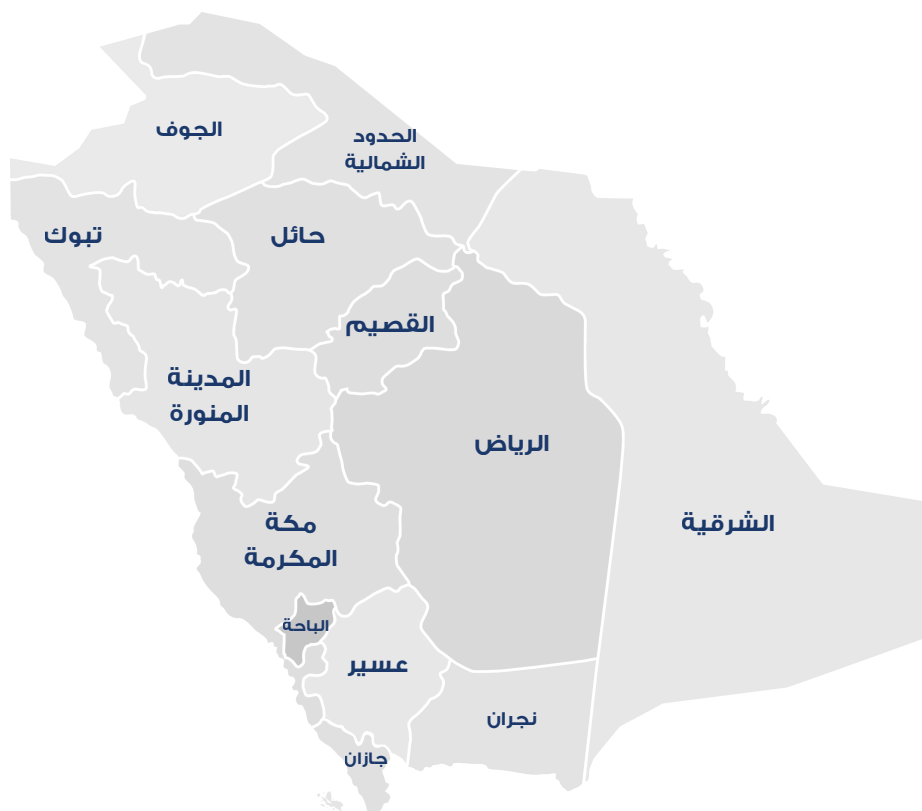 الجوف
الحدود
الشمالية
تبوك
حائل
القصيم
المدينة
المنورة
الرياض
مكة
المكرمة
الشرقية
الباحة
عسير
نجران
جازان